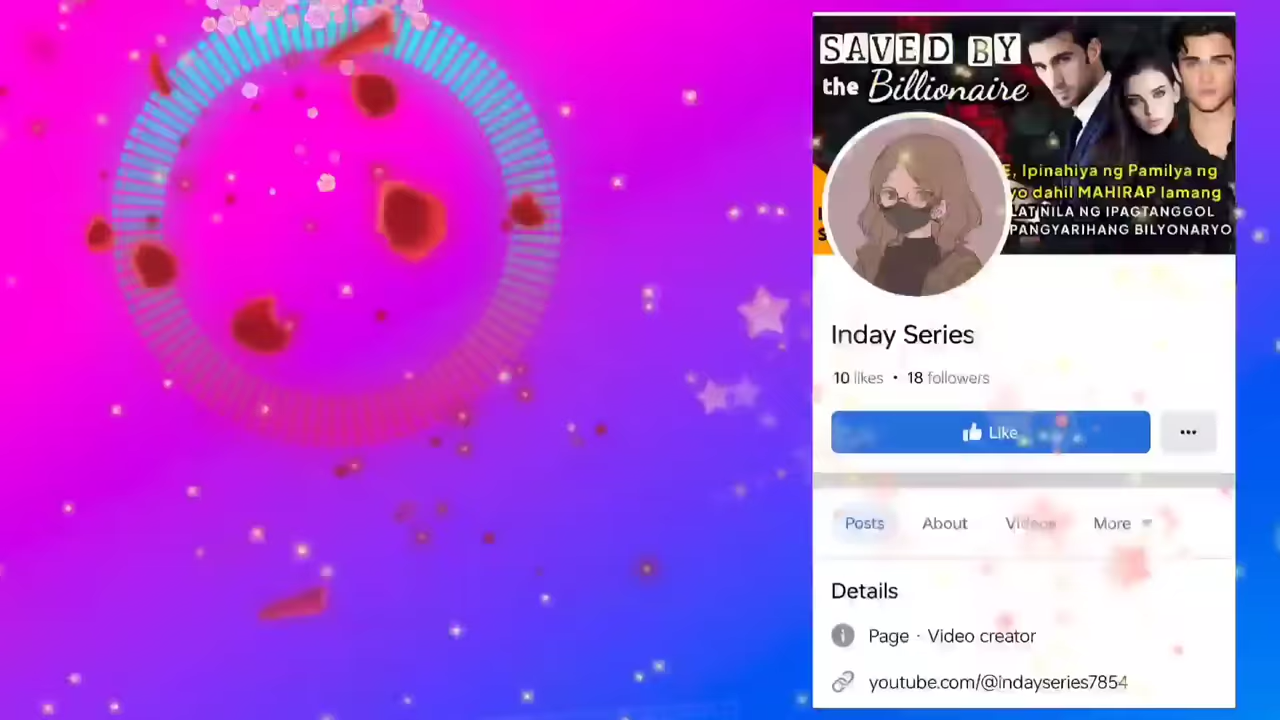 SAVED BY
the Billionaire
E, Ipinahiya ng Pamilya ng
yo dahil MAHIRAP lamang
LAT NILA NG IPAGTANGGOL
PANGYARIHANG BILYONARYO
Inday Series
10 likes · 18 followers
Like
Posts About Videos More
Details
Page · Video creator
youtube.com/@indayseries7854